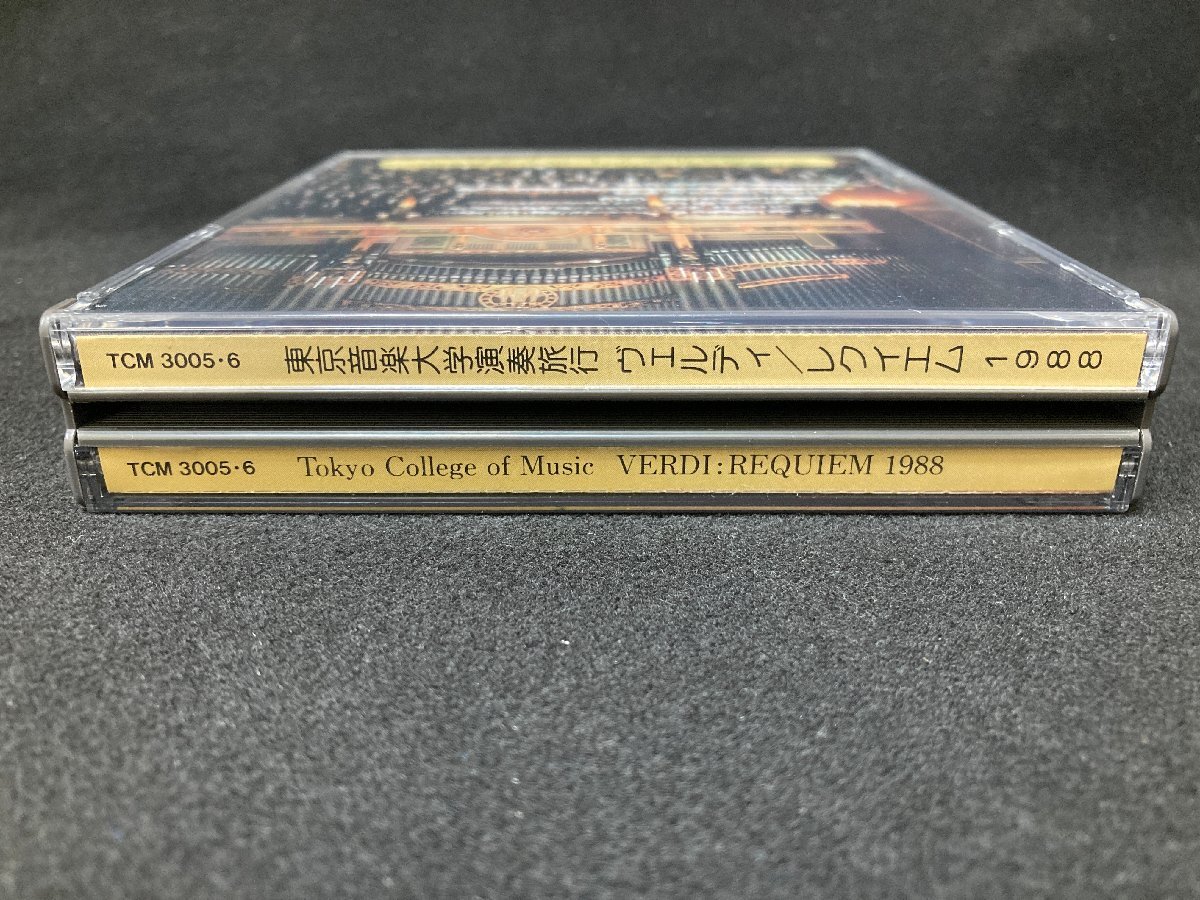 TCM 3005・6 東京音楽大学演奏旅行 ヴェルディ/レクイエム 1988
TCM 3005・6 Tokyo College of Music VERDI:REQUIEM 1988